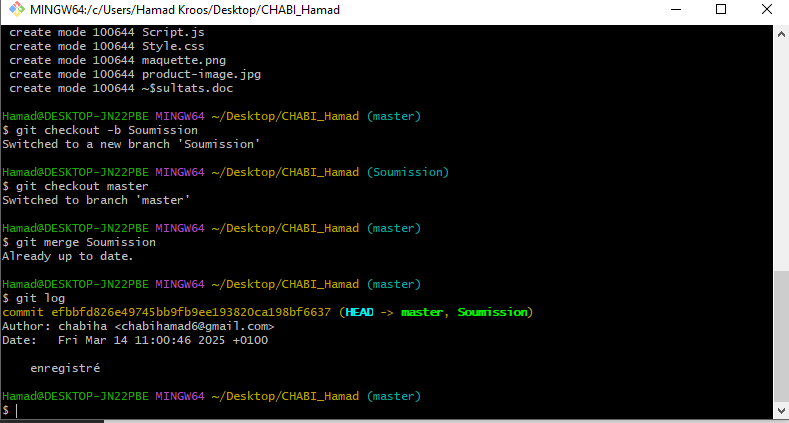 MINGW64:/c/Users/Hamad Kroos/Desktop/CHABI_Hamad
create mode 100644 Script.js
create mode 100644 Style.css
create mode 100644 maquette.png
create mode 100644 product-image.jpg
create mode 100644 ~$sultats.doc
Hamad@DESKTOP-JN22PBE MINGW64 ~/Desktop/CHABI_Hamad (master)
$ git checkout -b Soumission
Switched to a new branch 'Soumission'
Hamad@DESKTOP-JN22PBE MINGW64 ~/Desktop/CHABI_Hamad (Soumission)
$ git checkout master
Switched to branch 'master'
Hamad@DESKTOP-JN22PBE MINGW64 ~/Desktop/CHABI_Hamad (master)
$ git merge Soumission
Already up to date.
Hamad@DESKTOP-JN22PBE MINGW64 ~/Desktop/CHABI_Hamad (master)
$ git log
commit efbbfd826e49745bb9fb9ee193820ca198bf6637 (HEAD -> master, Soumission)
Author: chabiha <chabihamad6@gmail.com>
Date:   Fri Mar 14 11:00:46 2025 +0100
enregistré
Hamad@DESKTOP-JN22PBE MINGW64 ~/Desktop/CHABI_Hamad (master)
$